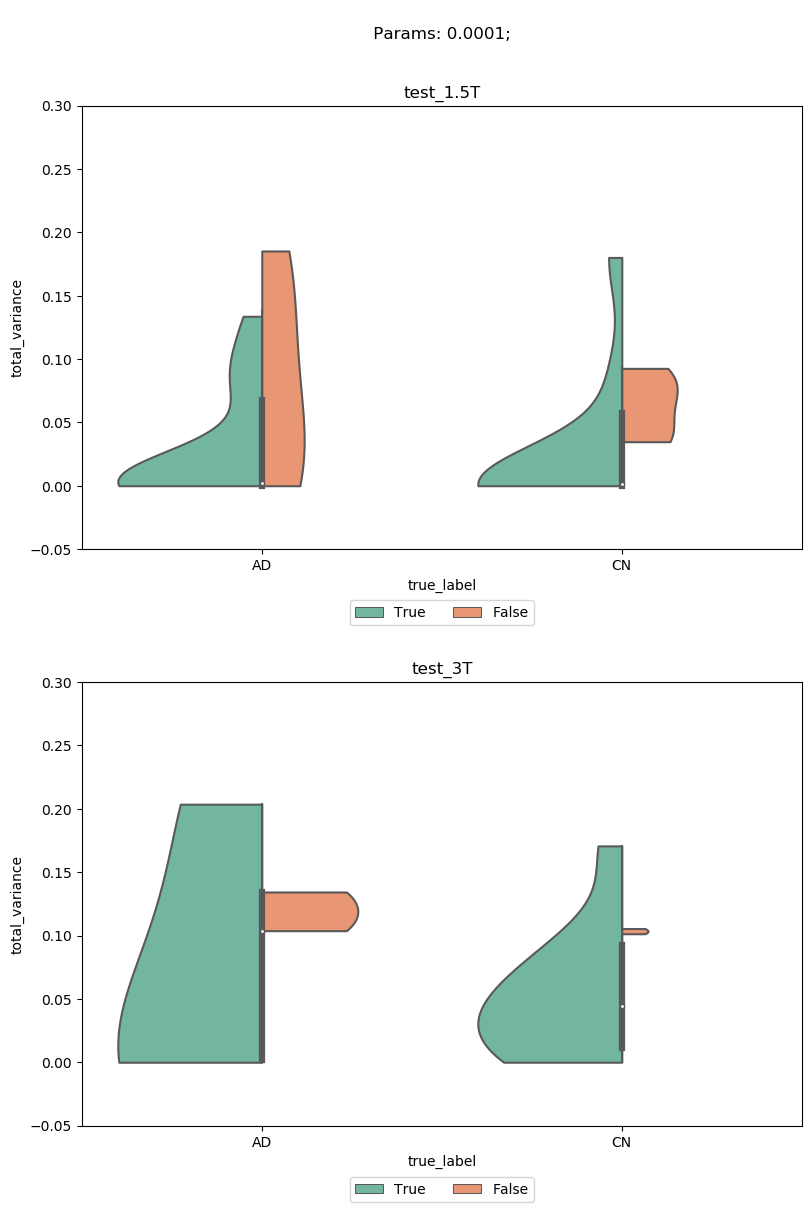 Params: 0.0001;
test_1.5T
0.30
0.25
0.20
0.15
0.10
0.05
0.00
−0.05
total_variance
AD CN
true_label
True False
test_3T
0.30
0.25
0.20
0.15
0.10
0.05
0.00
−0.05
total_variance
AD CN
true_label
True False